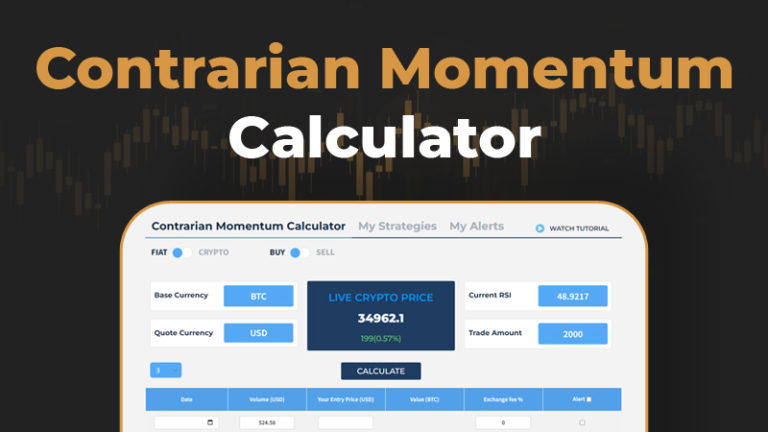 Contrarian Momentum
Calculator
Contrarian Momentum Calculator My Strategies My Alerts WATCH TUTORIAL
FIAT CRYPTO BUY SELL
Base Currency BTC LIVE CRYPTO PRICE Current RSI 48.9217
34962.1
Quote Currency USD 199(0.57%) Trade Amount 2000
3 CALCULATE
Date Volume (USD) Your Entry Price (USD) Value (BTC) Exchange fee % Alert
524.50 0